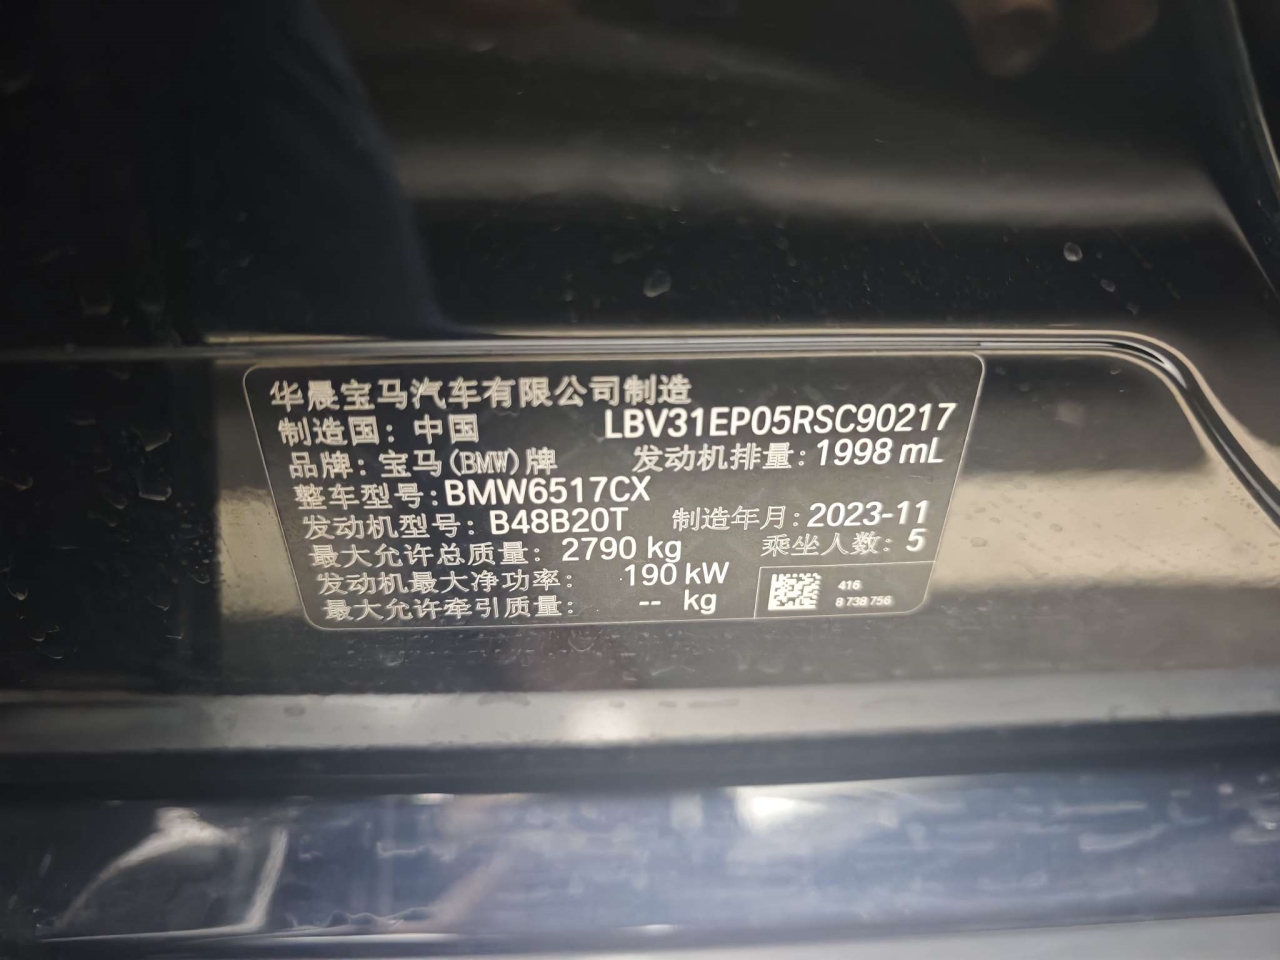 华晨宝马汽车有限公司制造
制造国：中国 LBV31EP05RSC90217
品牌：宝马(BMW)牌 发动机排量：1998 mL
整车型号：BMW6517CX
发动机型号：B48B20T 制造年月：2023-11
最大允许总质量：2790 kg 乘坐人数：5
发动机最大净功率：190 kW
最大允许牵引质量：-- kg
416
8 738 756